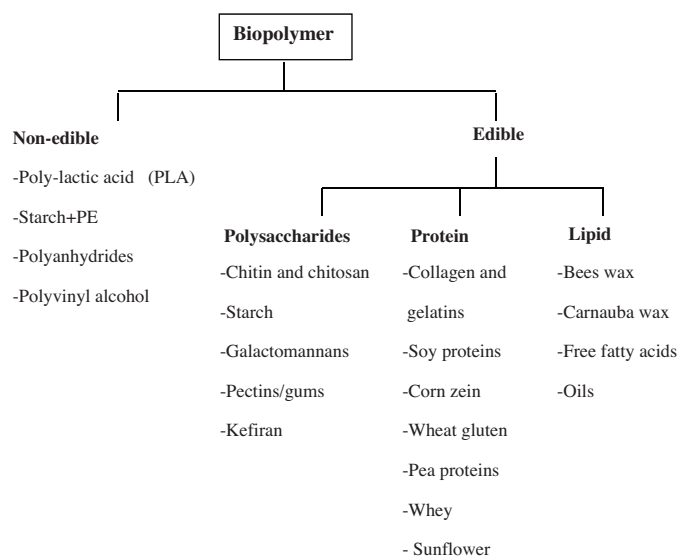 Biopolymer
Non-edible
-Poly-lactic acid (PLA)
-Starch+PE
-Polyanhydrides
-Polyvinyl alcohol
Edible
Polysaccharides
-Chitin and chitosan
-Starch
-Galactomannans
-Pectins/gums
-Kefiran
Protein
-Collagen and
gelatins
-Soy proteins
-Corn zein
-Wheat gluten
-Pea proteins
-Whey
- Sunflower
Lipid
-Bees wax
-Carnauba wax
-Free fatty acids
-Oils